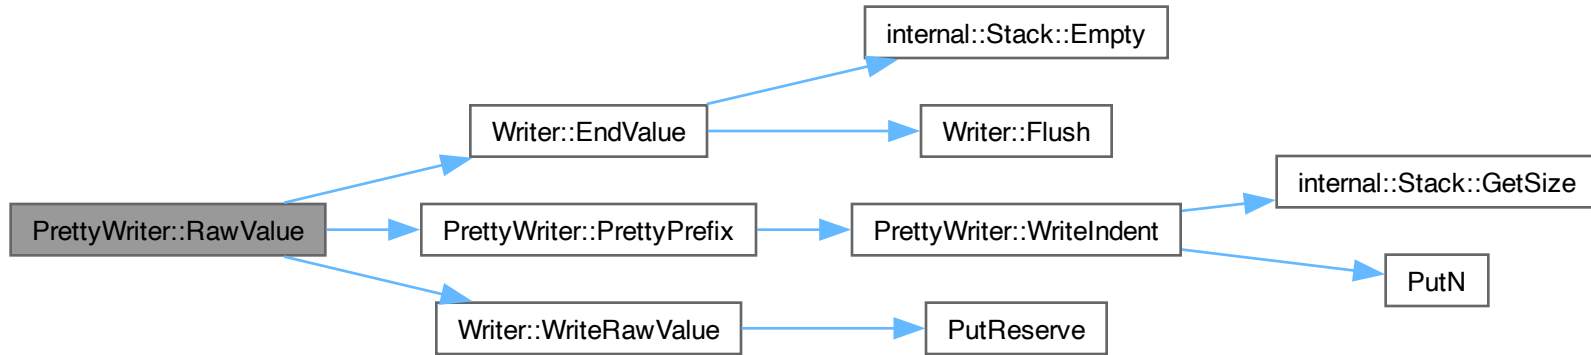 internal::Stack::Empty
Writer::EndValue
Writer::Flush
internal::Stack::GetSize
PrettyWriter::RawValue
PrettyWriter::PrettyPrefix
PrettyWriter::WriteIndent
PutN
Writer::WriteRawValue
PutReserve